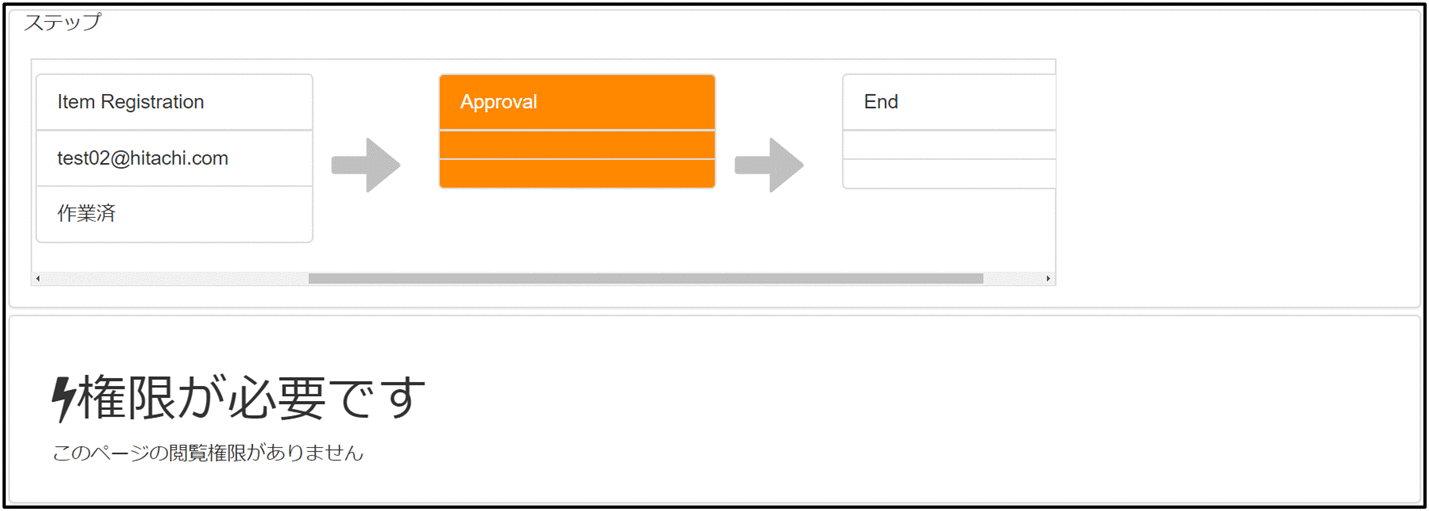 ステップ
Item Registration
test02@hitachi.com
作業済
Approval
End
権限が必要です
このページの閲覧権限がありません